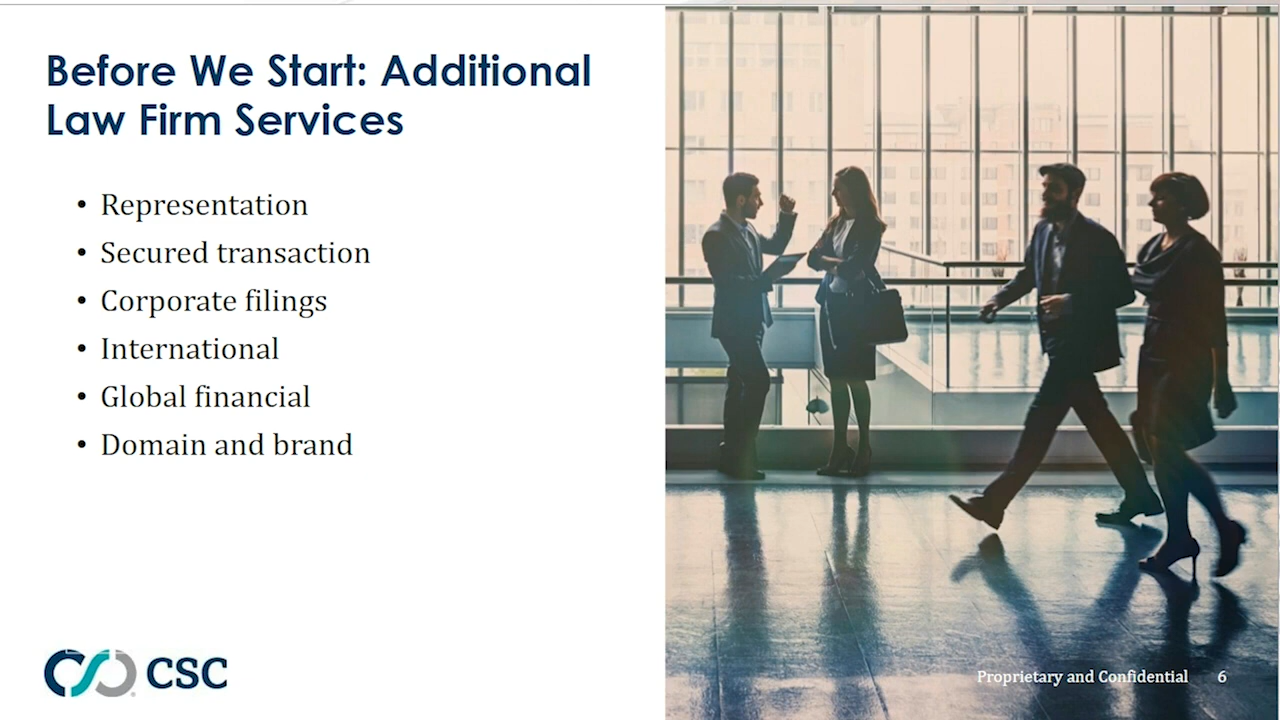 Before We Start: Additional
Law Firm Services
• Representation
• Secured transaction
• Corporate filings
• International
• Global financial
• Domain and brand
CSC
Proprietary and Confidential 6